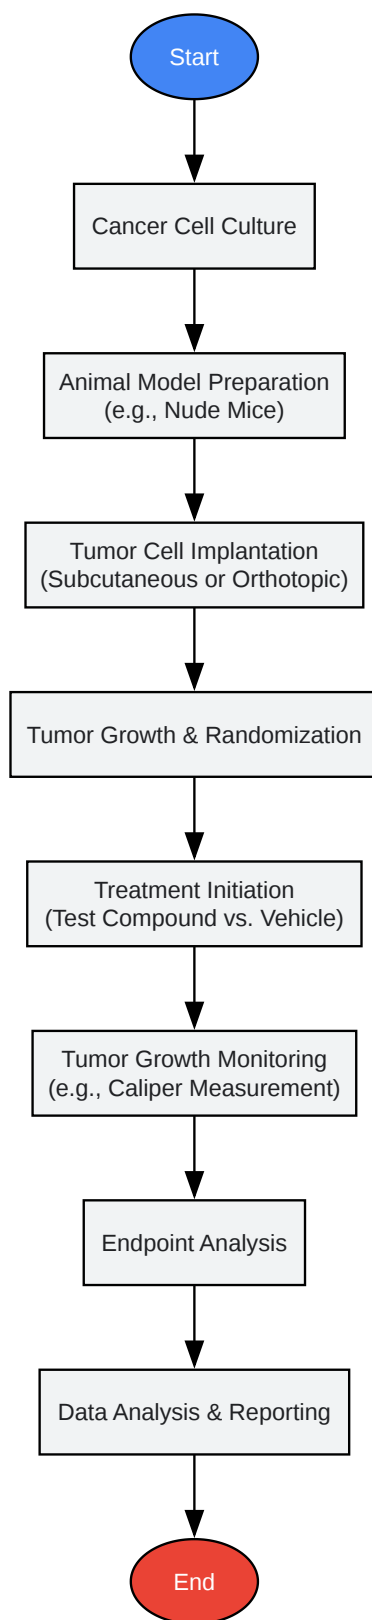 Start
Cancer Cell Culture
Animal Model Preparation
(e.g., Nude Mice)
Tumor Cell Implantation
(Subcutaneous or Orthotopic)
Tumor Growth & Randomization
Treatment Initiation
(Test Compound vs. Vehicle)
Tumor Growth Monitoring
(e.g., Caliper Measurement)
Endpoint Analysis
Data Analysis & Reporting
End